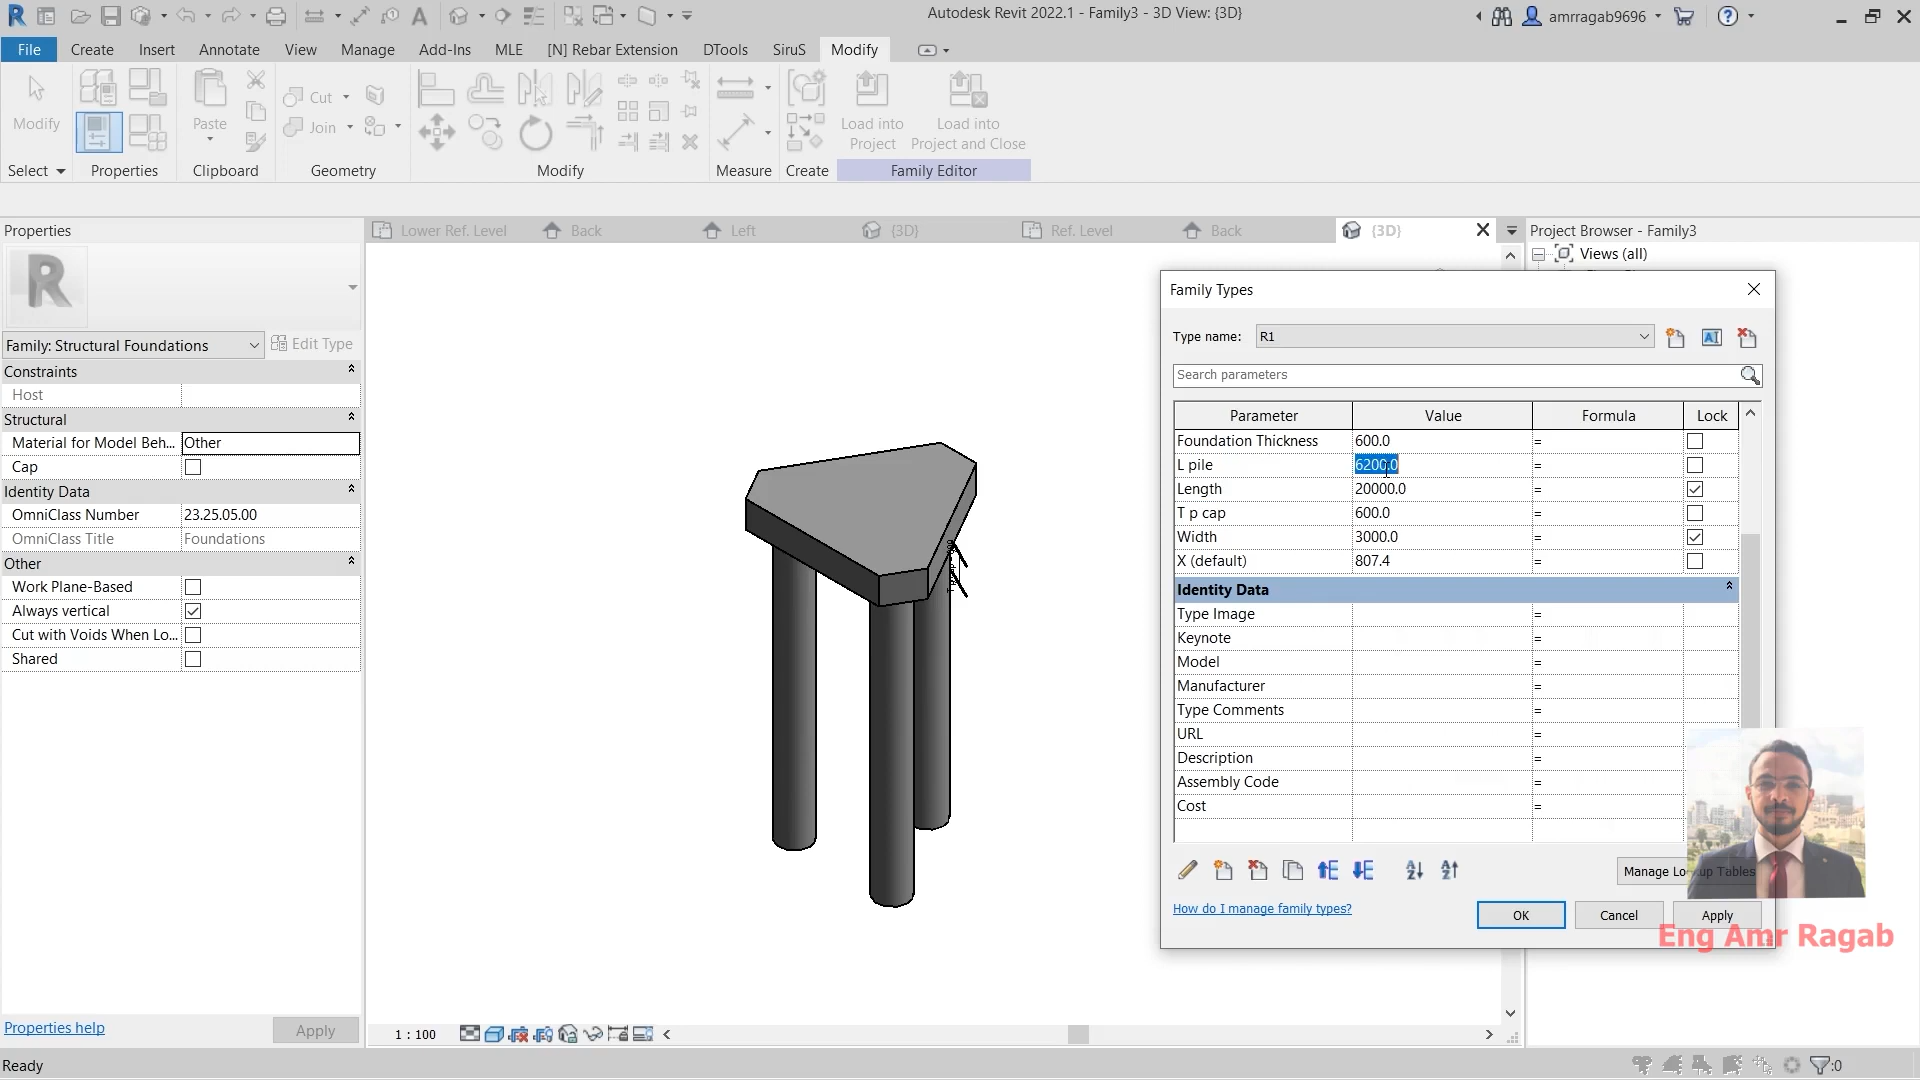 Autodesk Revit 2022.1 - Family3 - 3D View: {3D}
amrragab9696
File Create Insert Annotate View Manage Add-Ins MLE [N] Rebar Extension DTools SiruS Modify
Modify
Paste
Cut
Join
Load into Project
Load into Project and Close
Select Properties Clipboard Geometry Modify Measure Create Family Editor
Properties
Lower Ref. Level Back Left {3D} Ref. Level Back {3D}
Project Browser - Family3
Views (all)
Family: Structural Foundations
Edit Type
Constraints
Host
Structural
Material for Model Beh... Other
Cap
Identity Data
OmniClass Number 23.25.05.00
OmniClass Title Foundations
Other
Work Plane-Based
Always vertical
Cut with Voids When Lo...
Shared
Properties help
Apply
Family Types
Type name: R1
Search parameters
Parameter Value Formula Lock
Foundation Thickness 600.0 =
L pile 6200.0 =
Length 20000.0 =
T p cap 600.0 =
Width 3000.0 =
X (default) 807.4 =
Identity Data
Type Image =
Keynote =
Model =
Manufacturer =
Type Comments =
URL =
Description =
Assembly Code =
Cost =
Manage Lookup Tables
How do I manage family types?
OK Cancel Apply
Eng Amr Ragab
1 : 100
Ready
:0